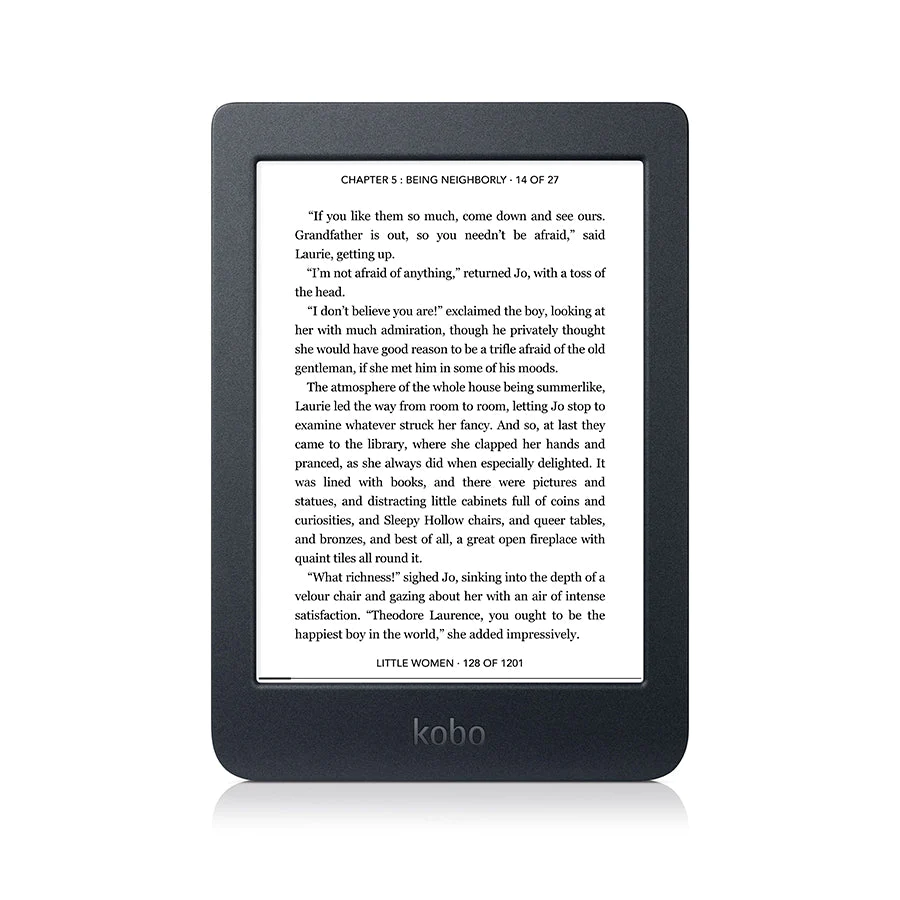 CHAPTER 5 : BEING NEIGHBORLY · 14 OF 27
“If you like them so much, come down and see ours.
Grandfather is out, so you needn’t be afraid,” said
Laurie, getting up.
“I’m not afraid of anything,” returned Jo, with a toss of
the head.
“I don’t believe you are!” exclaimed the boy, looking at
her with much admiration, though he privately thought
she would have good reason to be a trifle afraid of the old
gentleman, if she met him in some of his moods.
The atmosphere of the whole house being summerlike,
Laurie led the way from room to room, letting Jo stop to
examine whatever struck her fancy. And so, at last they
came to the library, where she clapped her hands and
pranced, as she always did when especially delighted. It
was lined with books, and there were pictures and
statues, and distracting little cabinets full of coins and
curiosities, and Sleepy Hollow chairs, and queer tables,
and bronzes, and best of all, a great open fireplace with
quaint tiles all round it.
“What richness!” sighed Jo, sinking into the depth of a
velour chair and gazing about her with an air of intense
satisfaction. “Theodore Laurence, you ought to be the
happiest boy in the world,” she added impressively.
LITTLE WOMEN · 128 OF 1201
kobo